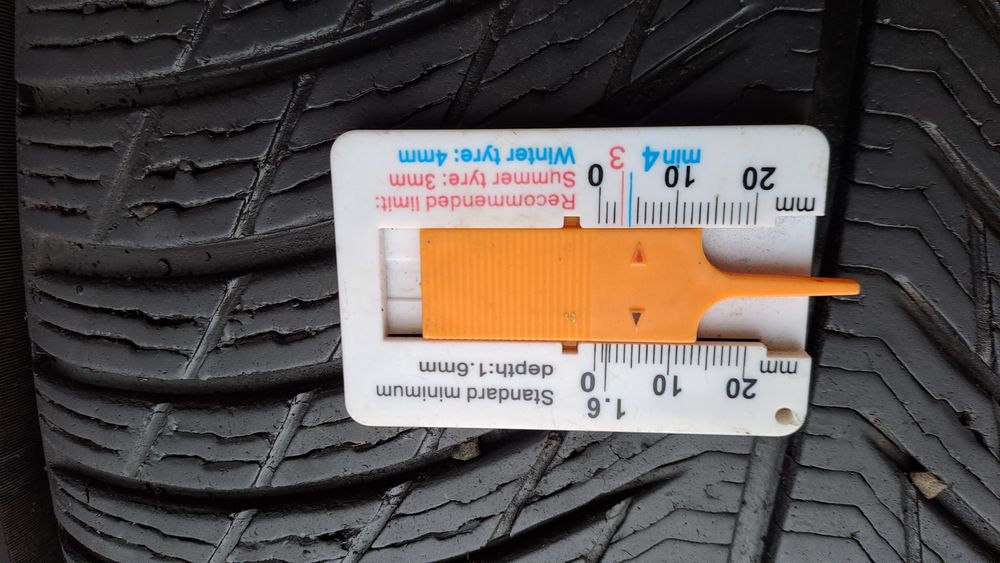 Standard minimum
depth:1.6mm
1.6
0 10 20
mm
mm
0 10 20
3 min4
Recommended limit:
Summer tyre: 3mm
Winter tyre: 4mm